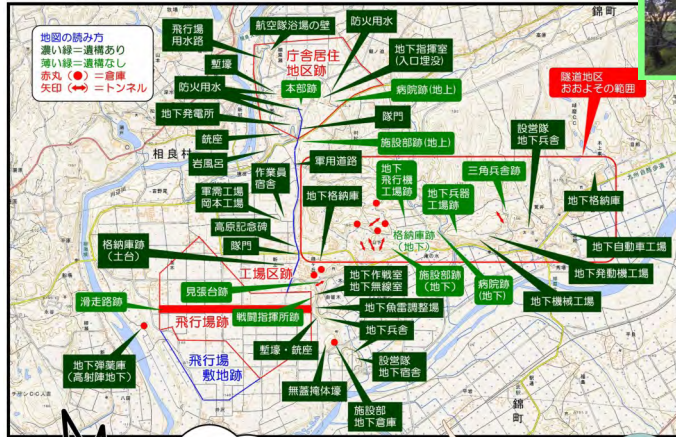 地図の読み方
濃い緑＝遺構あり
薄い緑＝遺構なし
赤丸（●）＝倉庫
矢印（⇔）＝トンネル
飛行場
用水路
航空隊浴場の壁
防火用水
錦町
庁舎居住
地区跡
地下指揮室
(入口埋没)
塹壕
本部跡
病院跡(地上)
隧道地区
おおよその範囲
防火用水
地下発電所
隊門
設営隊
地下兵舎
銃座
施設部跡(地上)
相良村
岩風呂
作業員
宿舎
軍用道路
地下
飛行機
工場跡
三角兵舎跡
軍需工場
岡本工場
地下格納庫
地下兵器
工場跡
地下格納庫
高原記念碑
格納庫跡
(土台)
隊門
格納庫跡
(地下)
地下自動車工場
工場区跡
地下作戦室
地下無線室
施設部跡
(地下)
病院跡
(地下)
地下発動機工場
見張台跡
地下機械工場
滑走路跡
飛行場跡
戦闘指揮所跡
地下魚雷調整場
地下兵舎
塹壕・銃座
地下弾薬庫
(高射陣地下)
飛行場
敷地跡
設営隊
地下宿舎
無蓋掩体壕
施設部
地下倉庫
錦町